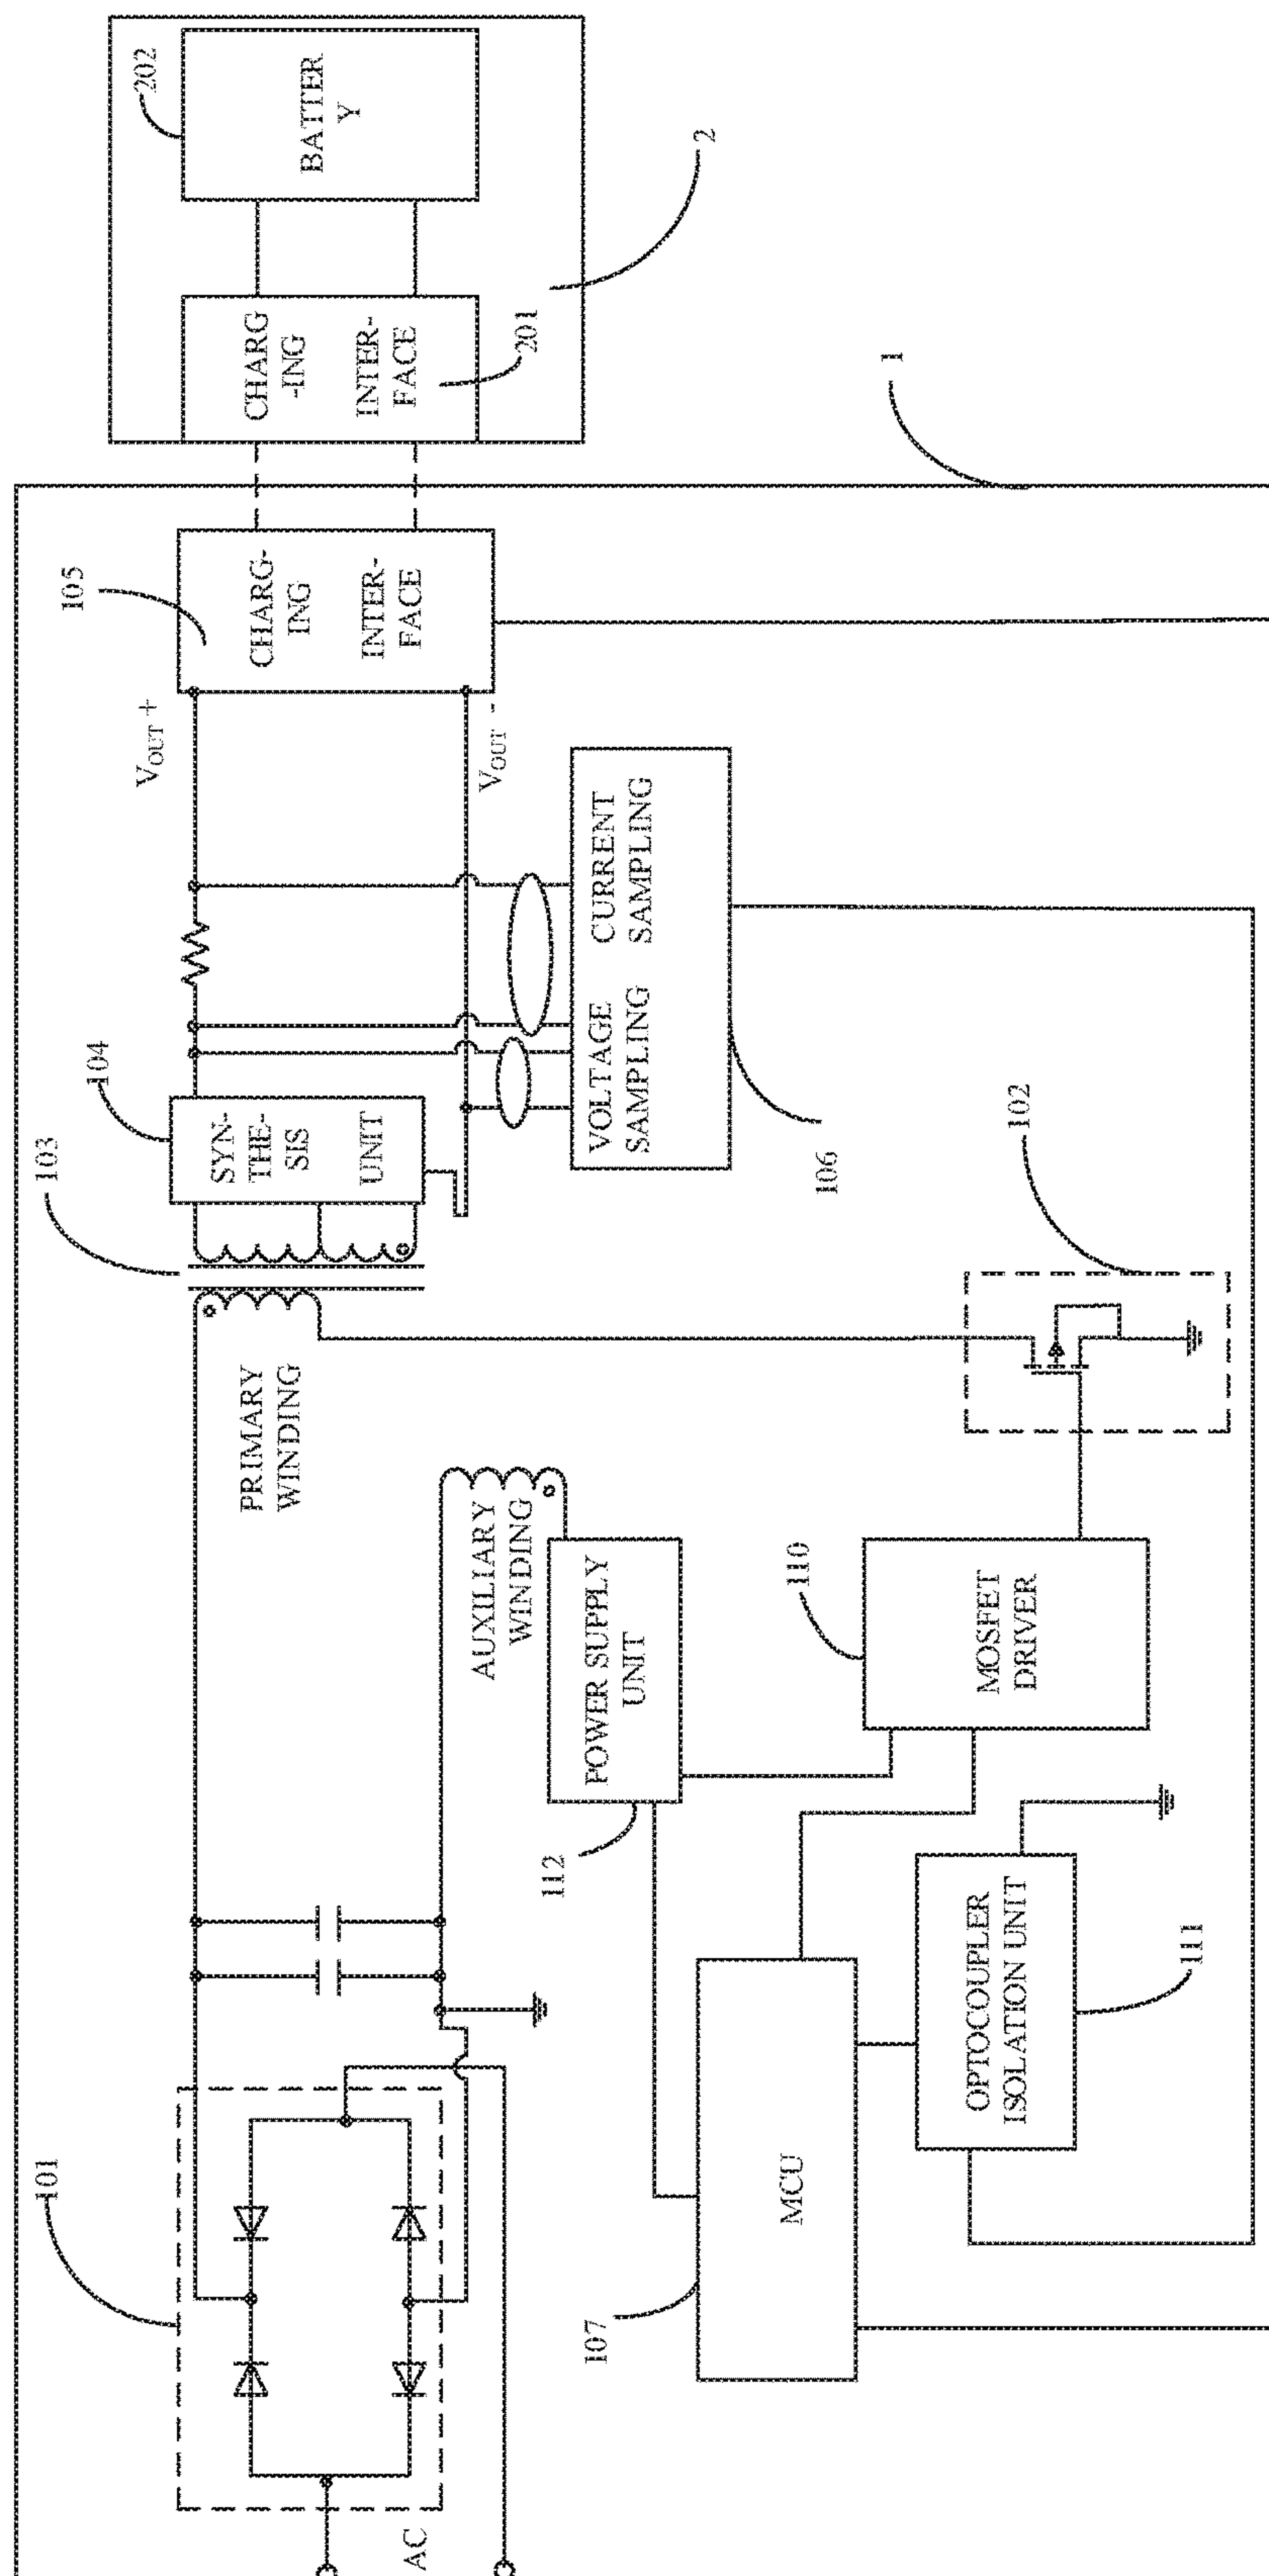 101
AC
PRIMARY
WINDING
103
104
SYN-
THE-
SIS
UNIT
V_OUT +
V_OUT -
105
CHARG-
ING
INTER-
FACE
CHARG
-ING
INTER-
FACE
201
202
BATTER
Y
2
1
AUXILIARY
WINDING
POWER SUPPLY
UNIT
112
VOLTAGE
SAMPLING
CURRENT
SAMPLING
106
102
110
MOSFET
DRIVER
107
MCU
OPTOCOUPLER
ISOLATION UNIT
111